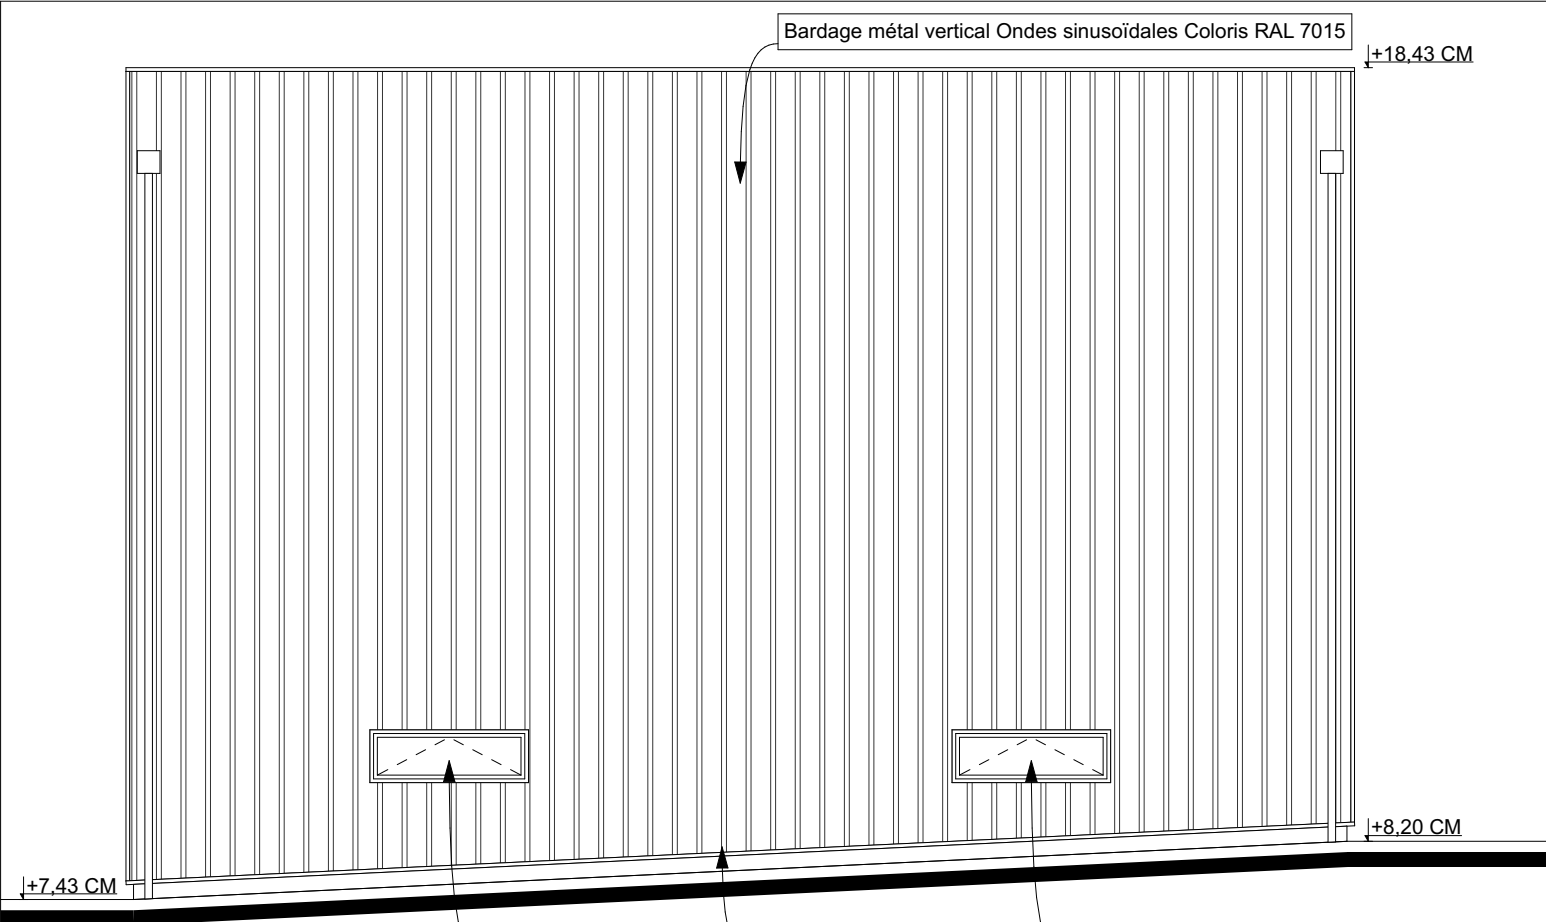 Bardage métal vertical Ondes sinusoïdales Coloris RAL 7015
+18,43 CM
+8,20 CM
+7,43 CM